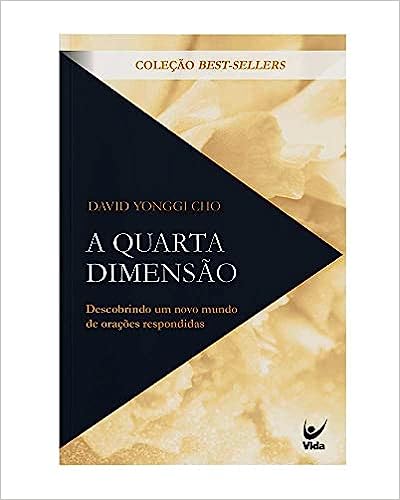 COLEÇÃO BEST-SELLERS
DAVID YONGGI CHO
A QUARTA
DIMENSÃO
Descobrindo um novo mundo
de orações respondidas
Vida